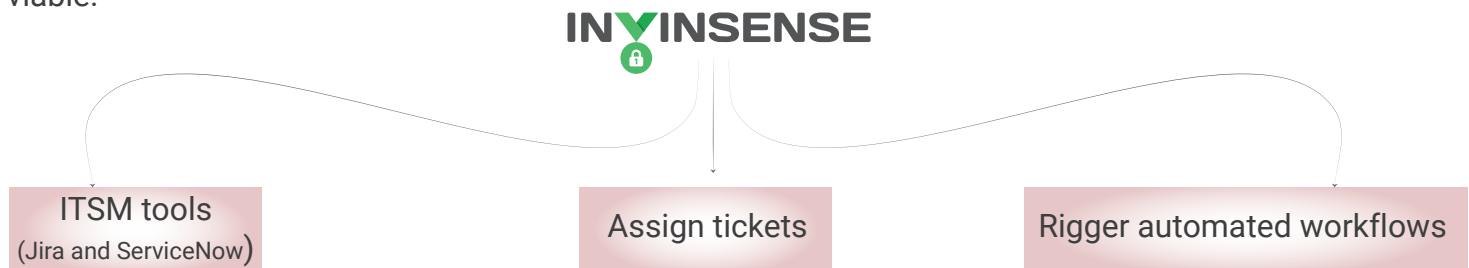 viable.
INVINSENSE
ITSM tools
(Jira and ServiceNow)
Assign tickets
Rigger automated workflows